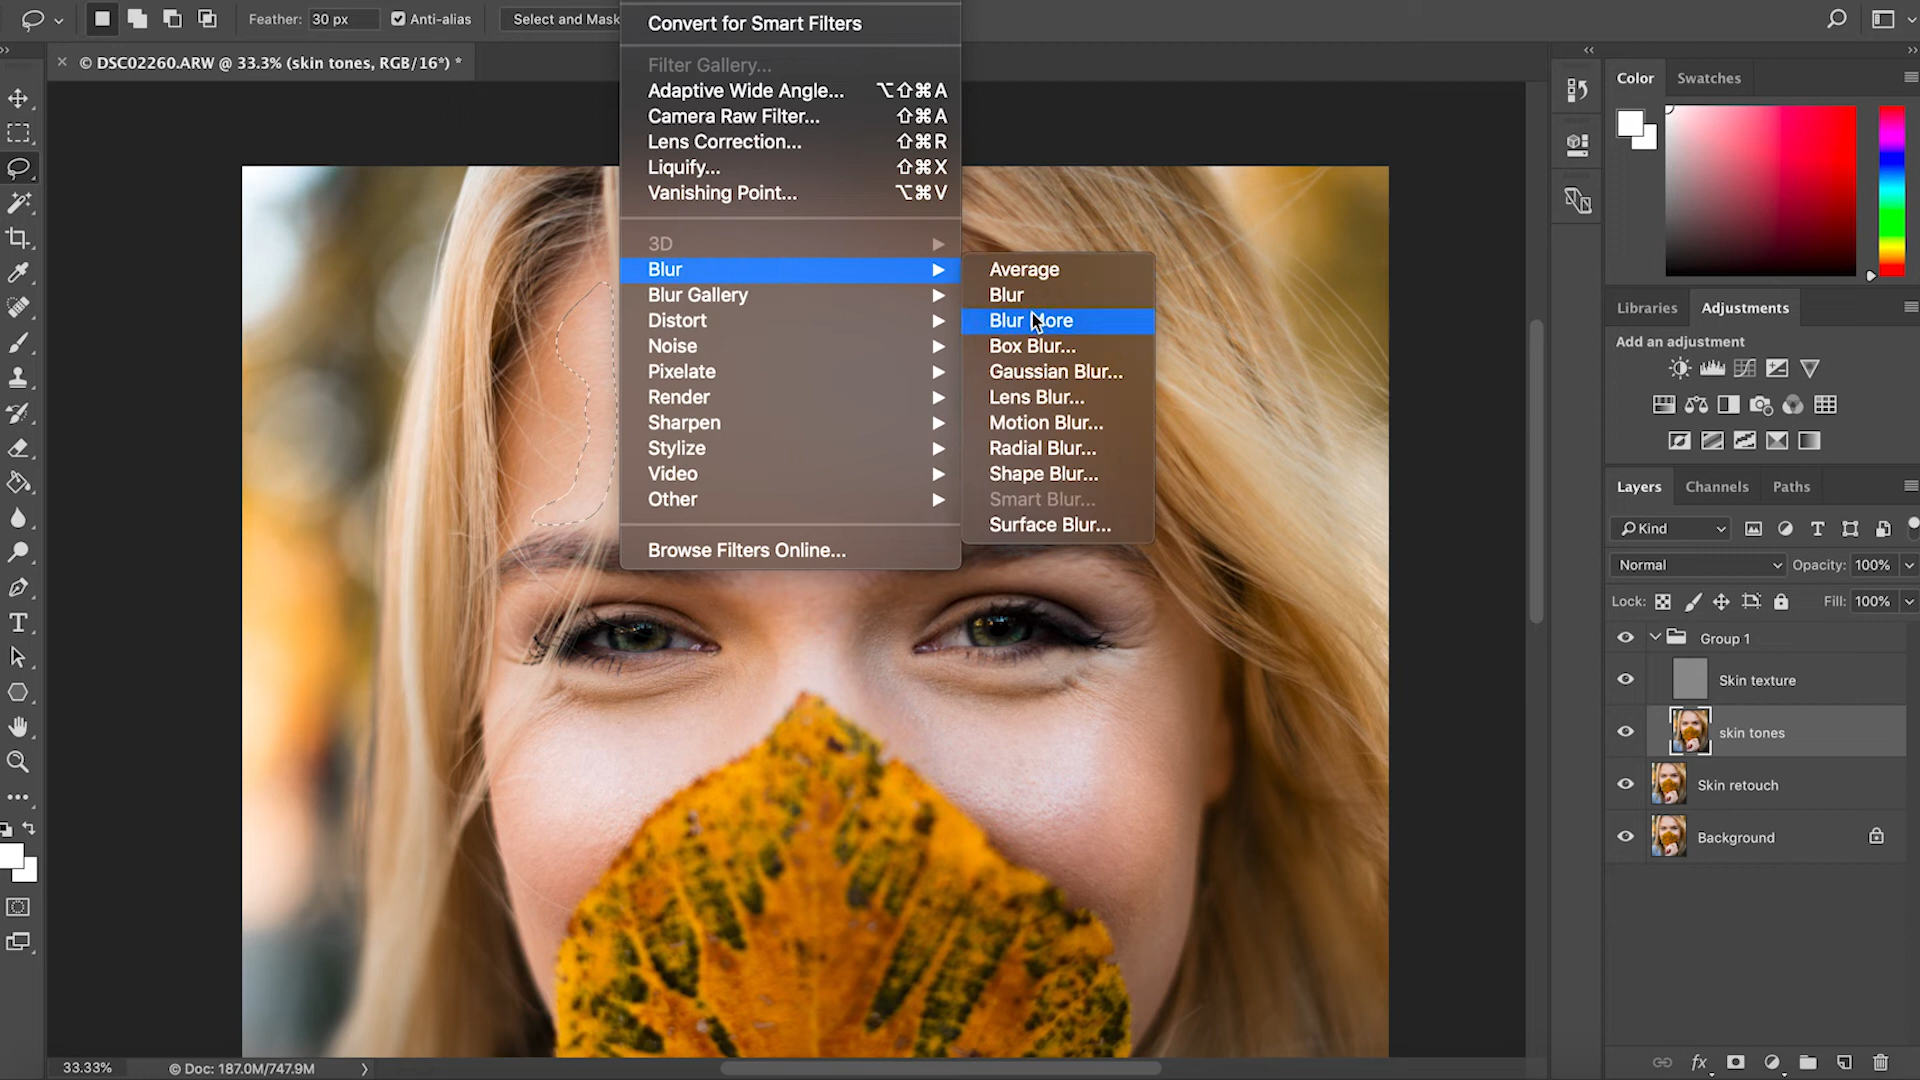 Feather: 30 px Anti-alias Select and Mask
© DSC02260.ARW @ 33.3% (skin tones, RGB/16*) *
Convert for Smart Filters
Filter Gallery...
Adaptive Wide Angle... ⌥⇧⌘A
Camera Raw Filter... ⇧⌘A
Lens Correction... ⇧⌘R
Liquify... ⇧⌘X
Vanishing Point... ⌥⌘V
3D
Blur
Blur Gallery
Distort
Noise
Pixelate
Render
Sharpen
Stylize
Video
Other
Browse Filters Online...
Average
Blur
Blur More
Box Blur...
Gaussian Blur...
Lens Blur...
Motion Blur...
Radial Blur...
Shape Blur...
Smart Blur...
Surface Blur...
Color Swatches
Libraries Adjustments
Add an adjustment
Layers Channels Paths
Kind
Normal Opacity: 100%
Lock: Fill: 100%
Group 1
Skin texture
skin tones
Skin retouch
Background
33.33% © Doc: 187.0M/747.9M